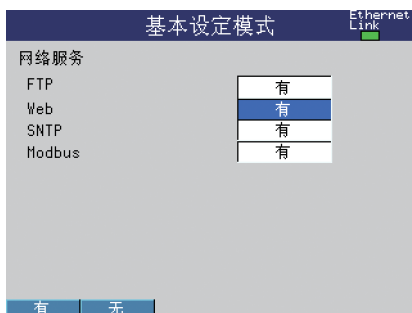 基本设定模式
Ethernet
Link
网络服务
FTP 有
Web 有
SNTP 有
Modbus 有
有 无